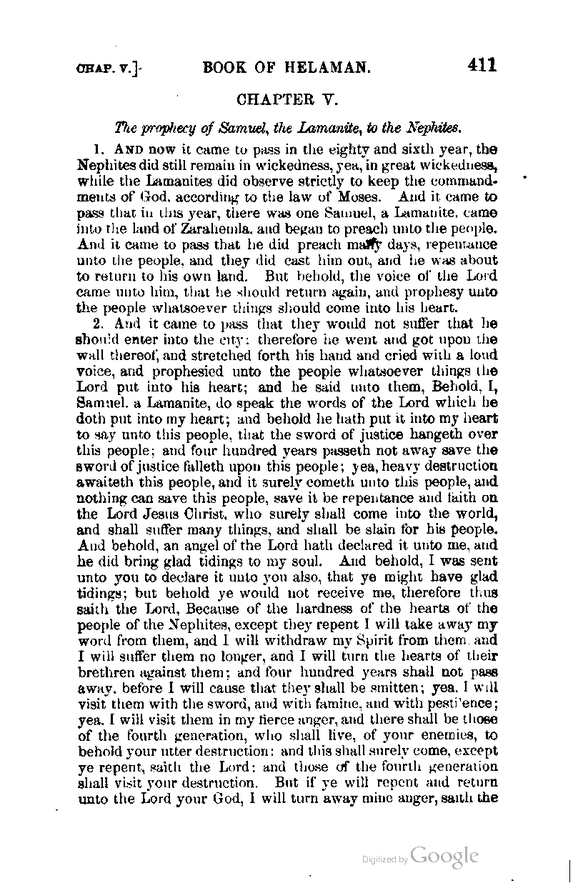 CHAP. V.] BOOK OF HELAMAN. 411
CHAPTER V.
The prophecy of Samuel, the Lamanite, to the Nephites.
1. AND now it came to pass in the eighty and sixth year, the
Nephites did still remain in wickedness, yea, in great wickedness,
while the Lamanites did observe strictly to keep the command-
ments of God, according to the law of Moses. And it came to
pass that in this year, there was one Samuel, a Lamanite, came
into the land of Zarahemla, and began to preach unto the people.
And it came to pass that he did preach many days, repentance
unto the people, and they did cast him out, and he was about
to return to his own land. But behold, the voice of the Lord
came unto him, that he should return again, and prophesy unto
the people whatsoever things should come into his heart.
2. And it came to pass that they would not suffer that he
should enter into the city; therefore he went and got upon the
wall thereof, and stretched forth his hand and cried with a loud
voice, and prophesied unto the people whatsoever things the
Lord put into his heart; and he said unto them, Behold, I,
Samuel, a Lamanite, do speak the words of the Lord which he
doth put into my heart; and behold he hath put it into my heart
to say unto this people, that the sword of justice hangeth over
this people; and four hundred years passeth not away save the
sword of justice falleth upon this people; yea, heavy destruction
awaiteth this people, and it surely cometh unto this people, and
nothing can save this people, save it be repentance and faith on
the Lord Jesus Christ, who surely shall come into the world,
and shall suffer many things, and shall be slain for his people.
And behold, an angel of the Lord hath declared it unto me, and
he did bring glad tidings to my soul. And behold, I was sent
unto you to declare it unto you also, that ye might have glad
tidings; but behold ye would not receive me, therefore thus
saith the Lord, Because of the hardness of the hearts of the
people of the Nephites, except they repent I will take away my
word from them, and I will withdraw my Spirit from them, and
I will suffer them no longer, and I will turn the hearts of their
brethren against them; and four hundred years shall not pass
away, before I will cause that they shall be smitten; yea, I will
visit them with the sword, and with famine, and with pestilence;
yea, I will visit them in my fierce anger, and there shall be those
of the fourth generation, who shall live, of your enemies, to
behold your utter destruction; and this shall surely come, except
ye repent, saith the Lord; and those of the fourth generation
shall visit your destruction. But if ye will repent and return
unto the Lord your God, I will turn away mine anger, saith the
Digitized by Google